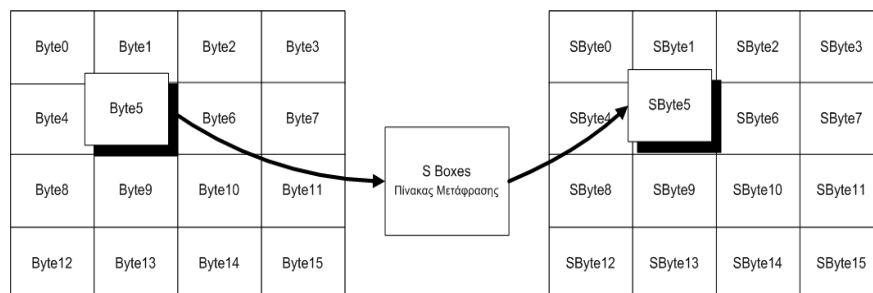 Byte0 Byte1 Byte2 Byte3
Byte4 Byte5 Byte6 Byte7
Byte8 Byte9 Byte10 Byte11
Byte12 Byte13 Byte14 Byte15
S Boxes
Πίνακας Μετάφρασης
SByte0 SByte1 SByte2 SByte3
SByte4 SByte5 SByte6 SByte7
SByte8 SByte9 SByte10 SByte11
SByte12 SByte13 SByte14 SByte15